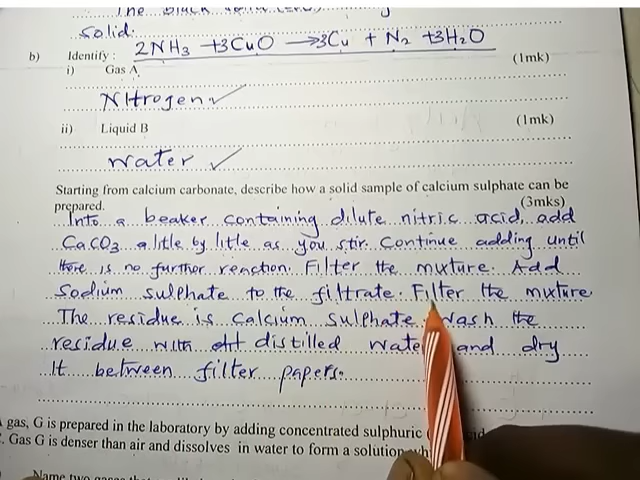 solid.
b) Identify : 2NH3 +3CuO →3Cu + N2 +3H2O
i) Gas A (1mk)
Nitrogen ✓
ii) Liquid B (1mk)
Water ✓
Starting from calcium carbonate, describe how a solid sample of calcium sulphate can be
prepared. (3mks)
Into a beaker containing dilute nitric acid, add
CaCO3 alitle by litle as you stir. Continue adding until
there is no further reaction. Filter the mixture. Add
Sodium sulphate to the filtrate. Filter the mixture
The residue is Calcium Sulphate. Wash the
residue with distilled and dry
It between filter papers.
gas, G is prepared in the laboratory by adding concentrated sulphuric
Gas G is denser than air and dissolves in water to form a solution
Name two